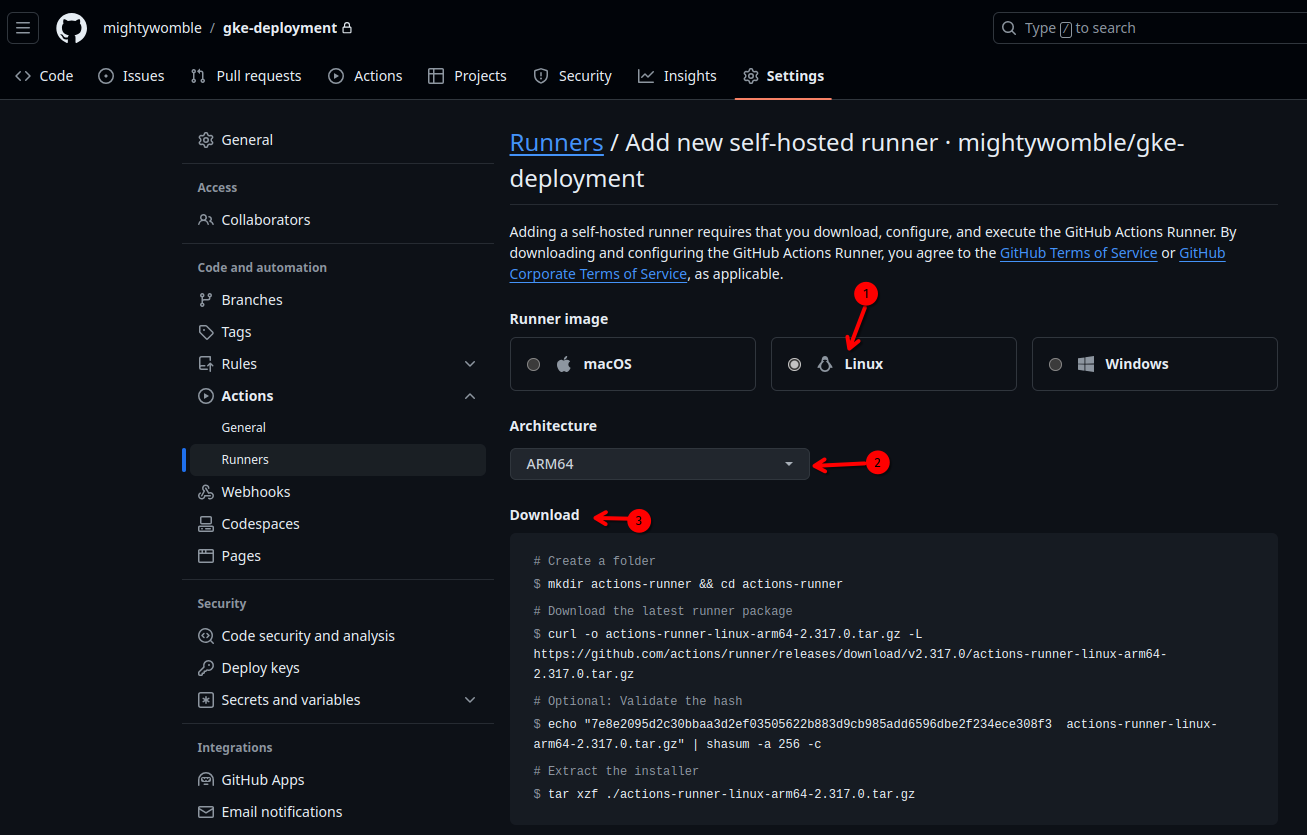 mightywomble / gke-deployment
Type / to search
Code Issues Pull requests Actions Projects Security Insights Settings
General
Access
Collaborators
Code and automation
Branches
Tags
Rules
Actions
General
Runners
Webhooks
Codespaces
Pages
Security
Code security and analysis
Deploy keys
Secrets and variables
Integrations
GitHub Apps
Email notifications
Runners / Add new self-hosted runner · mightywomble/gke-
deployment
Adding a self-hosted runner requires that you download, configure, and execute the GitHub Actions Runner. By
downloading and configuring the GitHub Actions Runner, you agree to the GitHub Terms of Service or GitHub
Corporate Terms of Service, as applicable.
1
Runner image
macOS Linux Windows
Architecture
ARM64
2
Download
3
# Create a folder
$ mkdir actions-runner && cd actions-runner
# Download the latest runner package
$ curl -o actions-runner-linux-arm64-2.317.0.tar.gz -L
https://github.com/actions/runner/releases/download/v2.317.0/actions-runner-linux-arm64-
2.317.0.tar.gz
# Optional: Validate the hash
$ echo "7e8e2095d2c30bbaa3d2ef03505622b883d9cb985add6596dbe2f234ece308f3  actions-runner-linux-
arm64-2.317.0.tar.gz" | shasum -a 256 -c
# Extract the installer
$ tar xzf ./actions-runner-linux-arm64-2.317.0.tar.gz